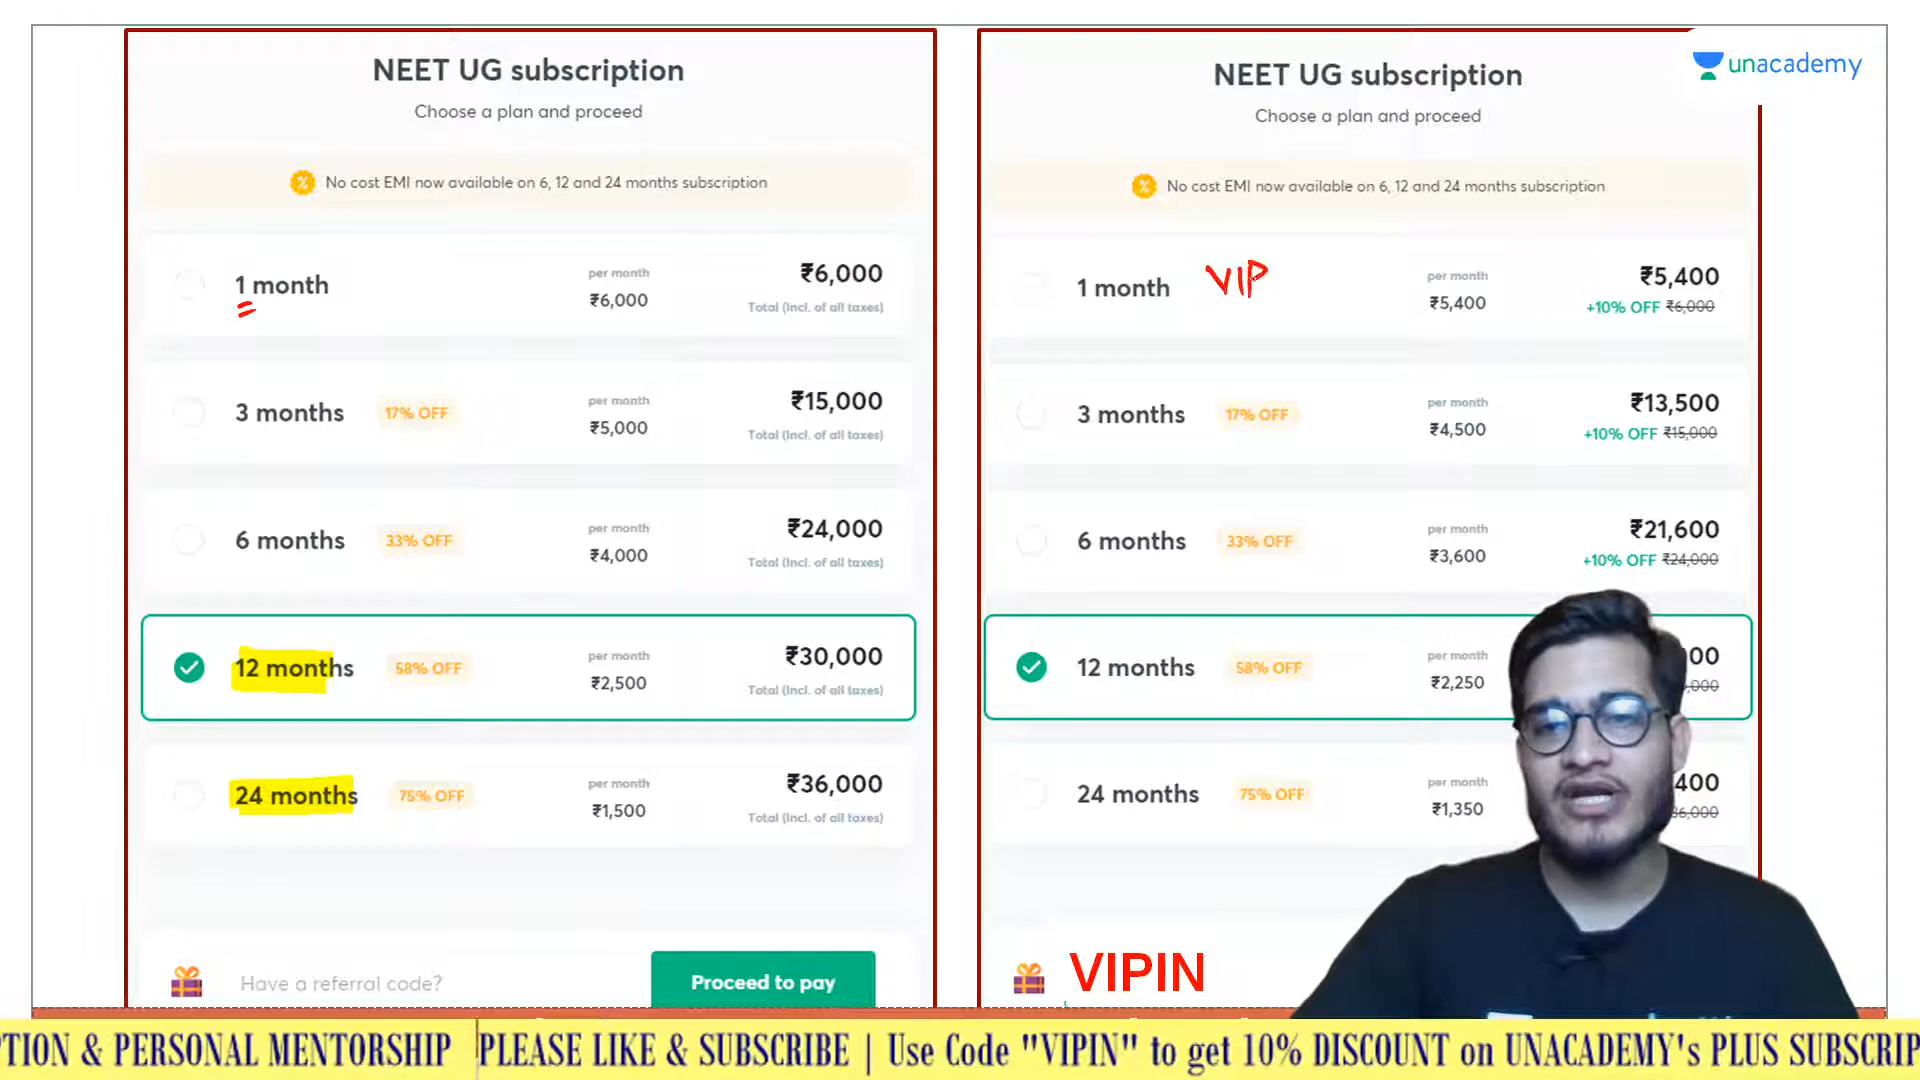 NEET UG subscription
Choose a plan and proceed
No cost EMI now available on 6, 12 and 24 months subscription
1 month
per month
₹6,000
₹6,000
Total (Incl. of all taxes)
3 months
17% OFF
per month
₹5,000
₹15,000
Total (Incl. of all taxes)
6 months
33% OFF
per month
₹4,000
₹24,000
Total (Incl. of all taxes)
12 months
58% OFF
per month
₹2,500
₹30,000
Total (Incl. of all taxes)
24 months
75% OFF
per month
₹1,500
₹36,000
Total (Incl. of all taxes)
Have a referral code?
Proceed to pay
unacademy
NEET UG subscription
Choose a plan and proceed
No cost EMI now available on 6, 12 and 24 months subscription
1 month
VIP
per month
₹5,400
₹5,400
+10% OFF ₹6,000
3 months
17% OFF
per month
₹4,500
₹13,500
+10% OFF ₹15,000
6 months
33% OFF
per month
₹3,600
₹21,600
+10% OFF ₹24,000
12 months
58% OFF
per month
₹2,250
24 months
75% OFF
per month
₹1,350
VIPIN
TION & PERSONAL MENTORSHIP PLEASE LIKE & SUBSCRIBE | Use Code "VIPIN" to get 10% DISCOUNT on UNACADEMY's PLUS SUBSCRIP